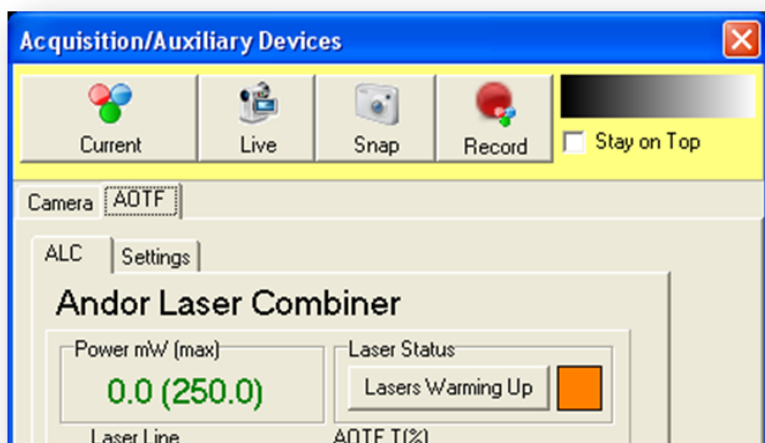 Acquisition/Auxiliary Devices
Current Live Snap Record Stay on Top
Camera AOTF
ALC Settings
Andor Laser Combiner
Power mW (max) Laser Status
0.0 (250.0) Lasers Warming Up
Laser Line AOTF T(%)